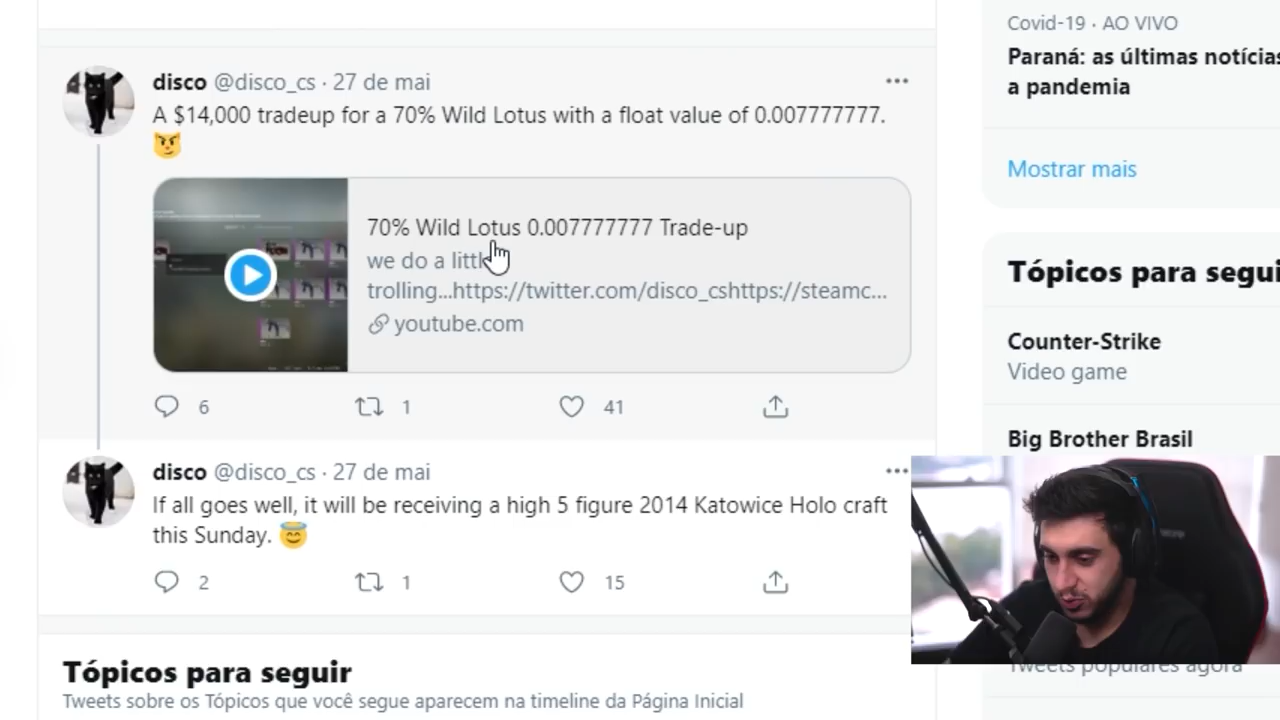 disco @disco_cs · 27 de mai
A $14,000 tradeup for a 70% Wild Lotus with a float value of 0.007777777.
70% Wild Lotus 0.007777777 Trade-up
we do a
trolling...https://twitter.com/disco_cshttps://steamc...
youtube.com
6 1 41
disco @disco_cs · 27 de mai
If all goes well, it will be receiving a high 5 figure 2014 Katowice Holo craft
this Sunday.
2 1 15
Tópicos para seguir
Tweets sobre os Tópicos que você segue aparecem na timeline da Página Inicial
Covid-19 · AO VIVO
Paraná: as últimas notícias
a pandemia
Mostrar mais
Tópicos para segui
Counter-Strike
Video game
Big Brother Brasil
Tweets populares agora